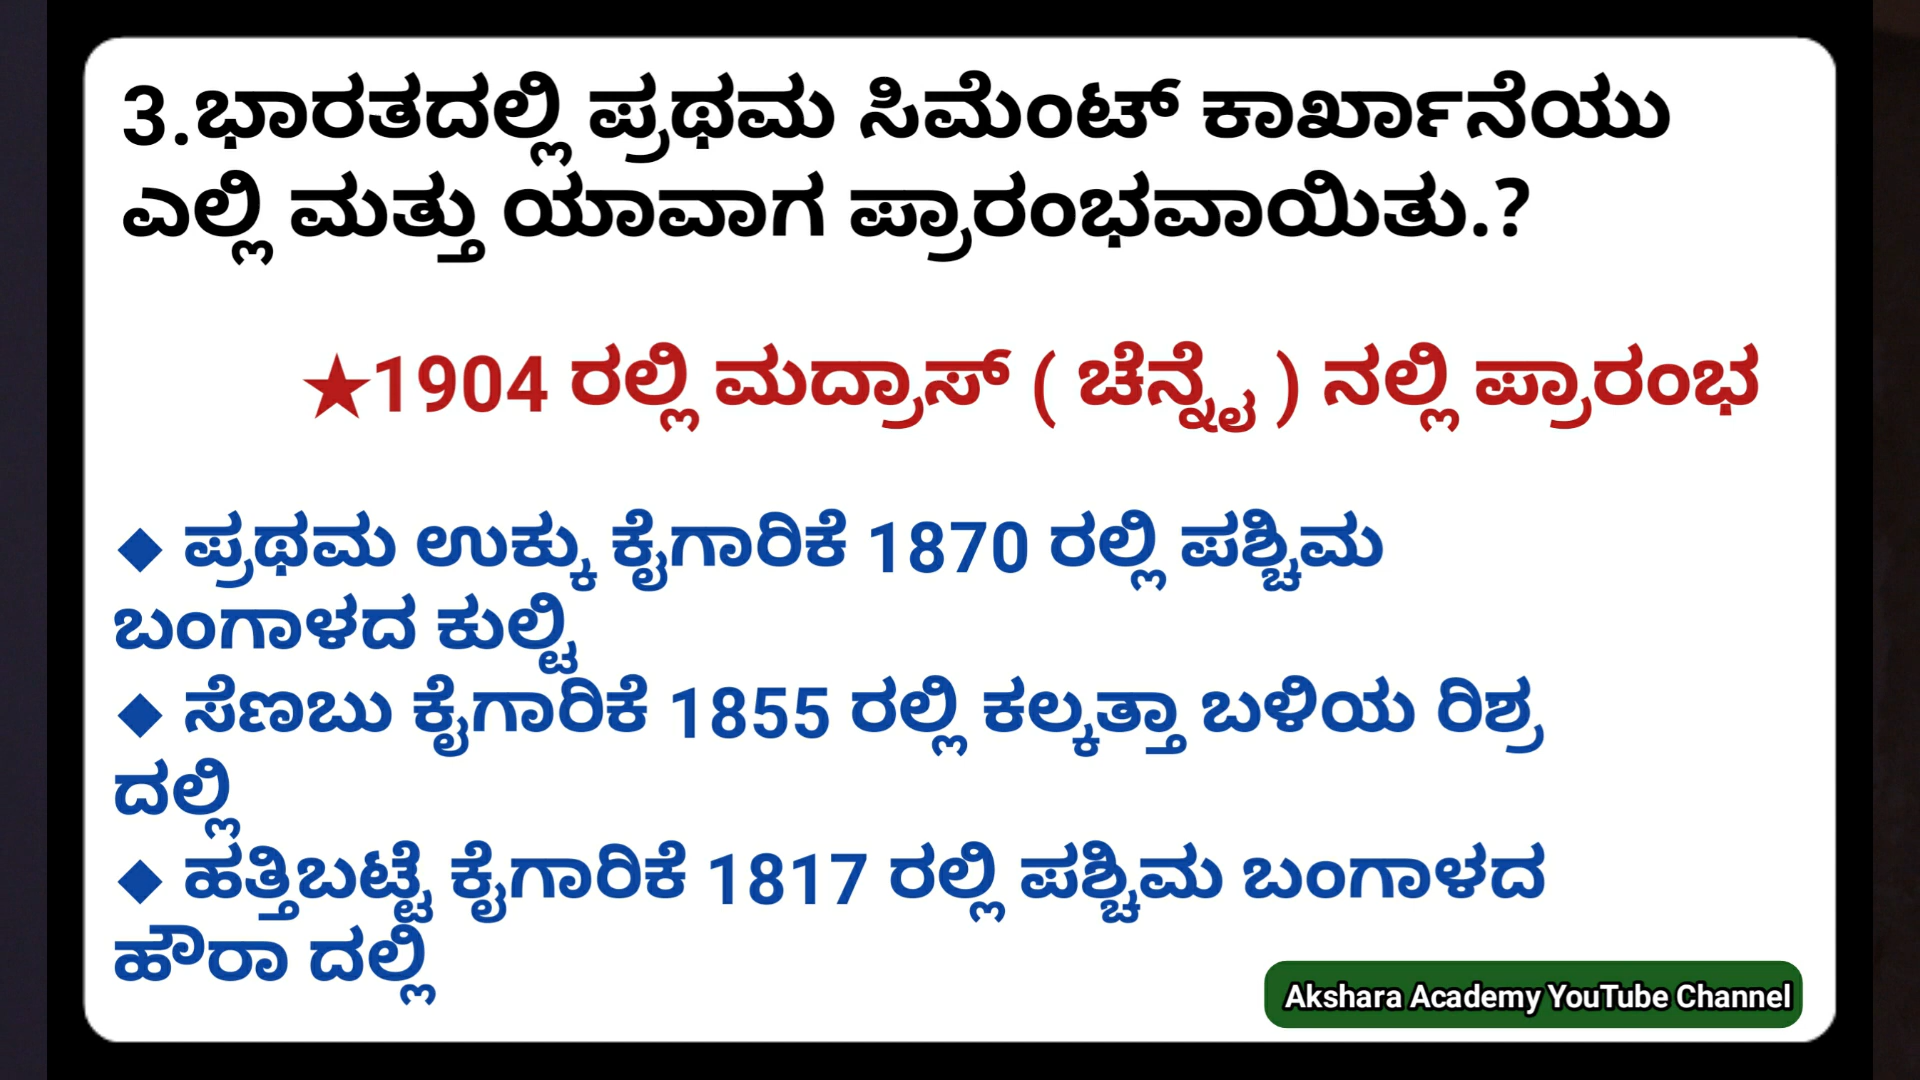 3.ಭಾರತದಲ್ಲಿ ಪ್ರಥಮ ಸಿಮೆಂಟ್ ಕಾರ್ಖಾನೆಯು
ಎಲ್ಲಿ ಮತ್ತು ಯಾವಾಗ ಪ್ರಾರಂಭವಾಯಿತು.?
★1904 ರಲ್ಲಿ ಮದ್ರಾಸ್ ( ಚೆನ್ನೈ ) ನಲ್ಲಿ ಪ್ರಾರಂಭ
◆ ಪ್ರಥಮ ಉಕ್ಕು ಕೈಗಾರಿಕೆ 1870 ರಲ್ಲಿ ಪಶ್ಚಿಮ
ಬಂಗಾಳದ ಕುಲ್ಟಿ
◆ ಸೆಣಬು ಕೈಗಾರಿಕೆ 1855 ರಲ್ಲಿ ಕಲ್ಕತ್ತಾ ಬಳಿಯ ರಿಶ್ರ
ದಲ್ಲಿ
◆ ಹತ್ತಿಬಟ್ಟೆ ಕೈಗಾರಿಕೆ 1817 ರಲ್ಲಿ ಪಶ್ಚಿಮ ಬಂಗಾಳದ
ಹೌರಾ ದಲ್ಲಿ
Akshara Academy YouTube Channel